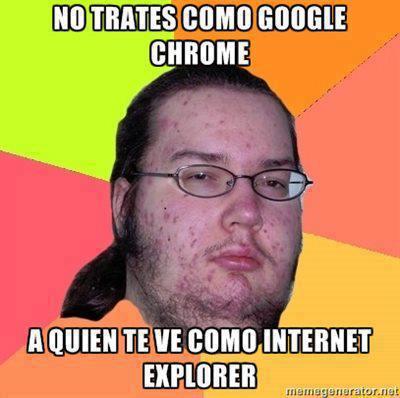 NO TRATES COMO GOOGLE
CHROME
A QUIEN TE VE COMO INTERNET
EXPLORER
memegenerator.net